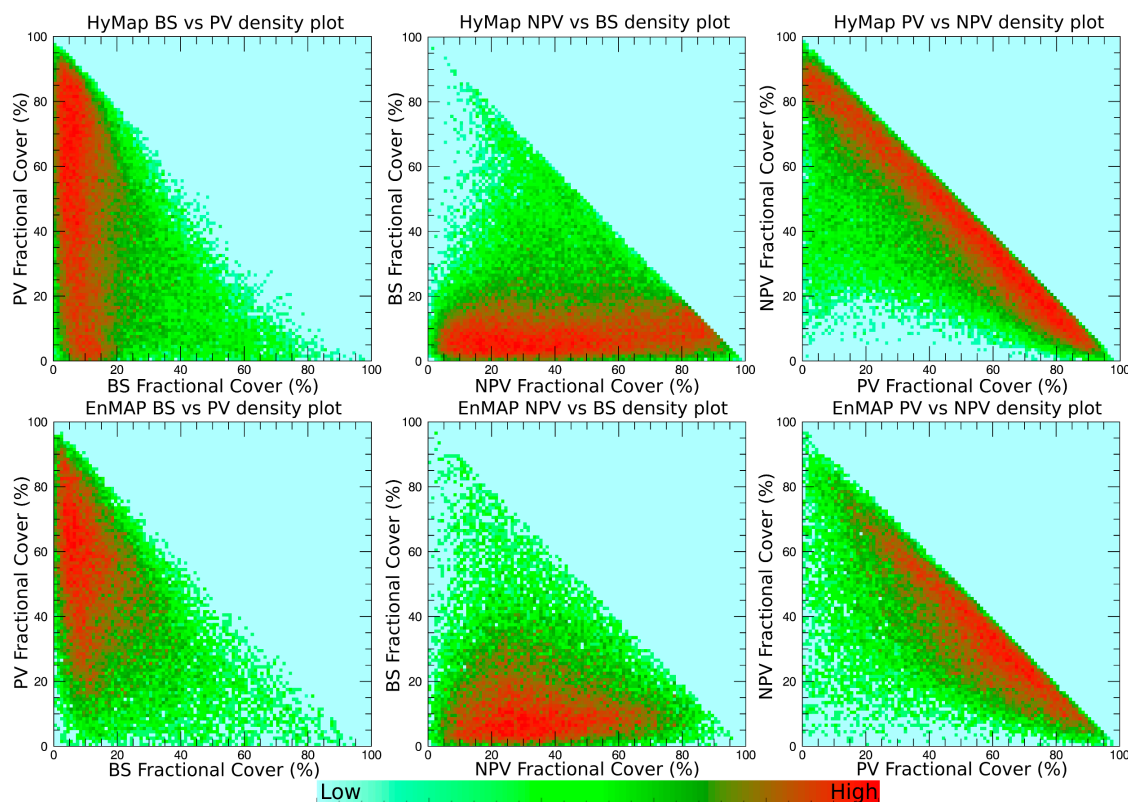 HyMap BS vs PV density plot
HyMap NPV vs BS density plot
HyMap PV vs NPV density plot
PV Fractional Cover (%)
100
80
60
40
20
0
0 20 40 60 80 100
BS Fractional Cover (%)
BS Fractional Cover (%)
100
80
60
40
20
0
0 20 40 60 80 100
NPV Fractional Cover (%)
NPV Fractional Cover (%)
100
80
60
40
20
0
0 20 40 60 80 100
PV Fractional Cover (%)
EnMAP BS vs PV density plot
EnMAP NPV vs BS density plot
EnMAP PV vs NPV density plot
PV Fractional Cover (%)
100
80
60
40
20
0
0 20 40 60 80 100
BS Fractional Cover (%)
BS Fractional Cover (%)
100
80
60
40
20
0
0 20 40 60 80 100
NPV Fractional Cover (%)
NPV Fractional Cover (%)
100
80
60
40
20
0
0 20 40 60 80 100
PV Fractional Cover (%)
Low High